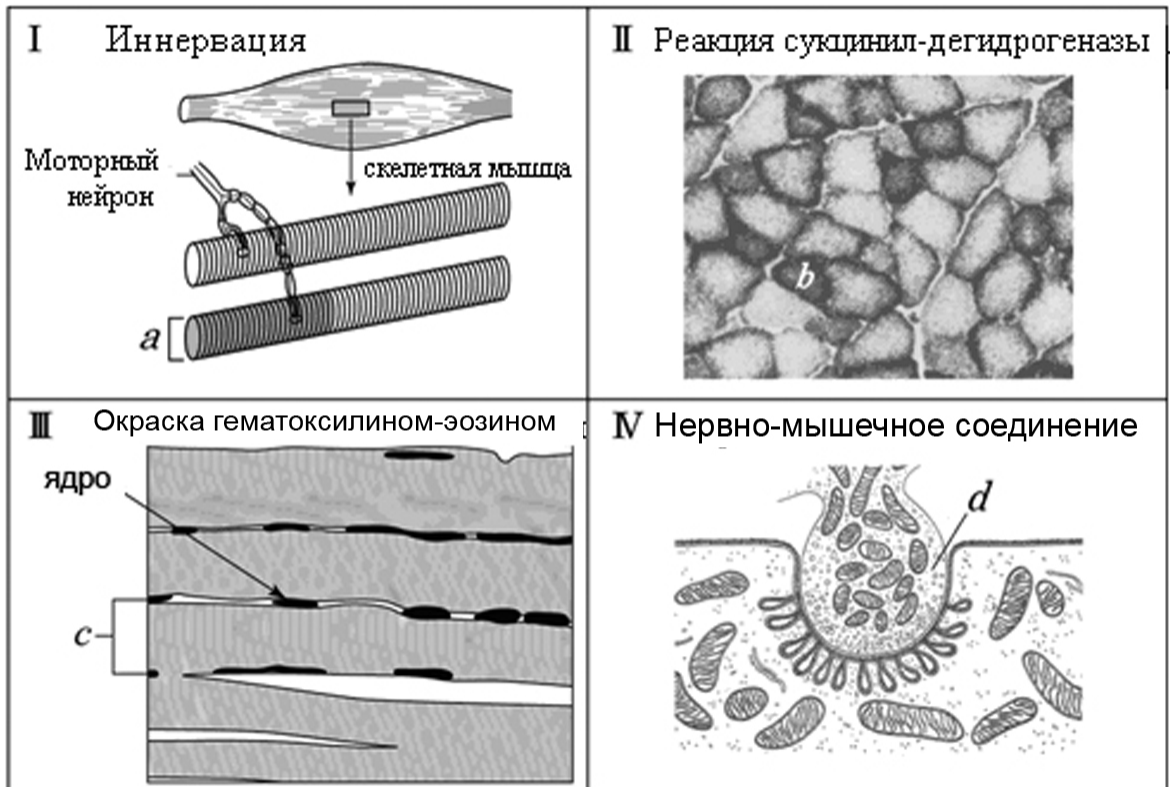 I Иннервация
Моторный
нейрон
скелетная мышца
a
II Реакция сукцинил-дегидрогеназы
b
III Окраска гематоксилином-эозином
ядро
c
IV Нервно-мышечное соединение
d